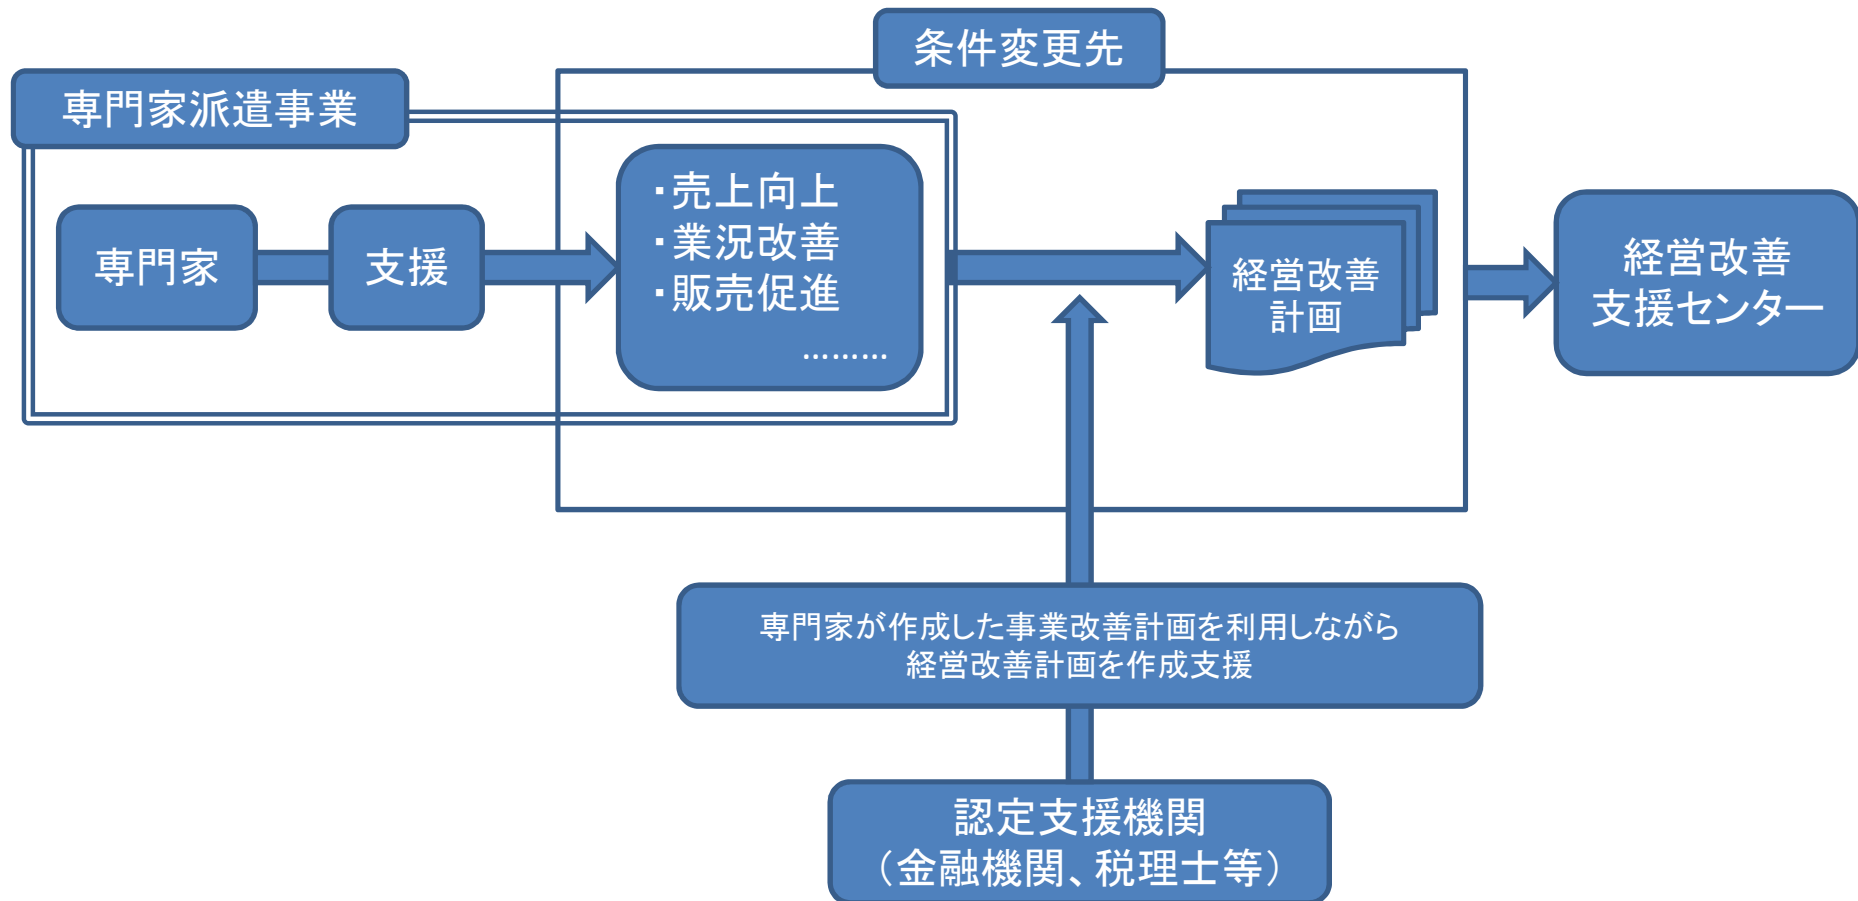 条件変更先
専門家派遣事業
専門家
支援
・売上向上
・業況改善
・販売促進
………
経営改善
計画
経営改善
支援センター
専門家が作成した事業改善計画を利用しながら
経営改善計画を作成支援
認定支援機関
（金融機関、税理士等）